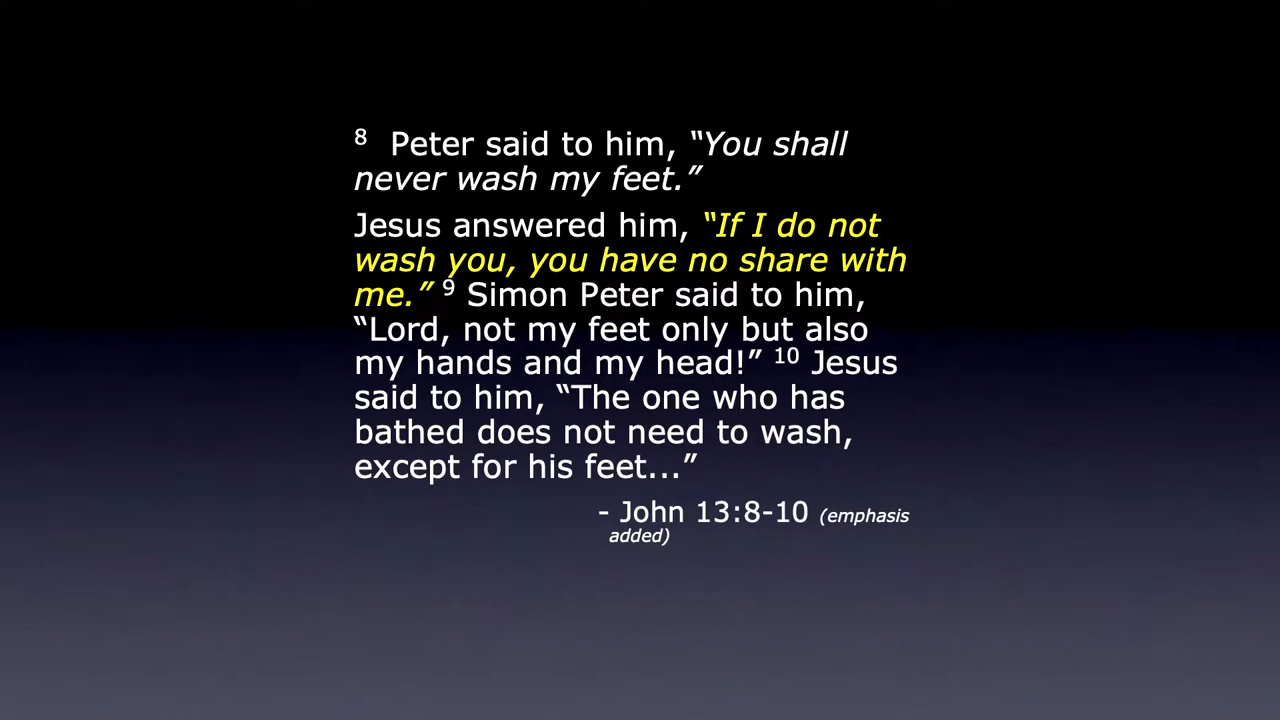 ⁸ Peter said to him, “You shall
never wash my feet.”
Jesus answered him, “If I do not
wash you, you have no share with
me.” ⁹ Simon Peter said to him,
“Lord, not my feet only but also
my hands and my head!” ¹⁰ Jesus
said to him, “The one who has
bathed does not need to wash,
except for his feet...”
- John 13:8-10 (emphasis
added)